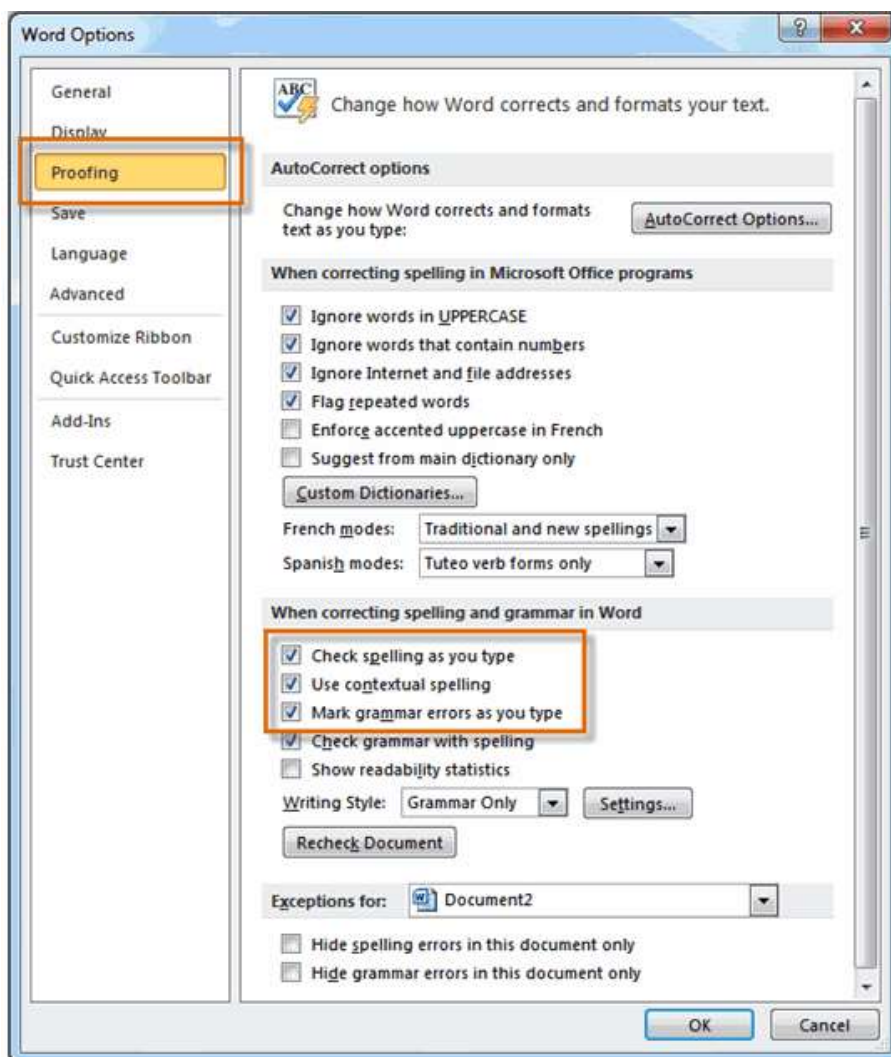 Word Options
General
Display
Proofing
Save
Language
Advanced
Customize Ribbon
Quick Access Toolbar
Add-Ins
Trust Center
ABC
Change how Word corrects and formats your text.
AutoCorrect options
Change how Word corrects and formats
text as you type:
AutoCorrect Options...
When correcting spelling in Microsoft Office programs
Ignore words in UPPERCASE
Ignore words that contain numbers
Ignore Internet and file addresses
Flag repeated words
Enforce accented uppercase in French
Suggest from main dictionary only
Custom Dictionaries...
French modes: Traditional and new spellings
Spanish modes: Tuteo verb forms only
When correcting spelling and grammar in Word
Check spelling as you type
Use contextual spelling
Mark grammar errors as you type
Check grammar with spelling
Show readability statistics
Writing Style: Grammar Only Settings...
Recheck Document
Exceptions for: Document2
Hide spelling errors in this document only
Hide grammar errors in this document only
OK Cancel